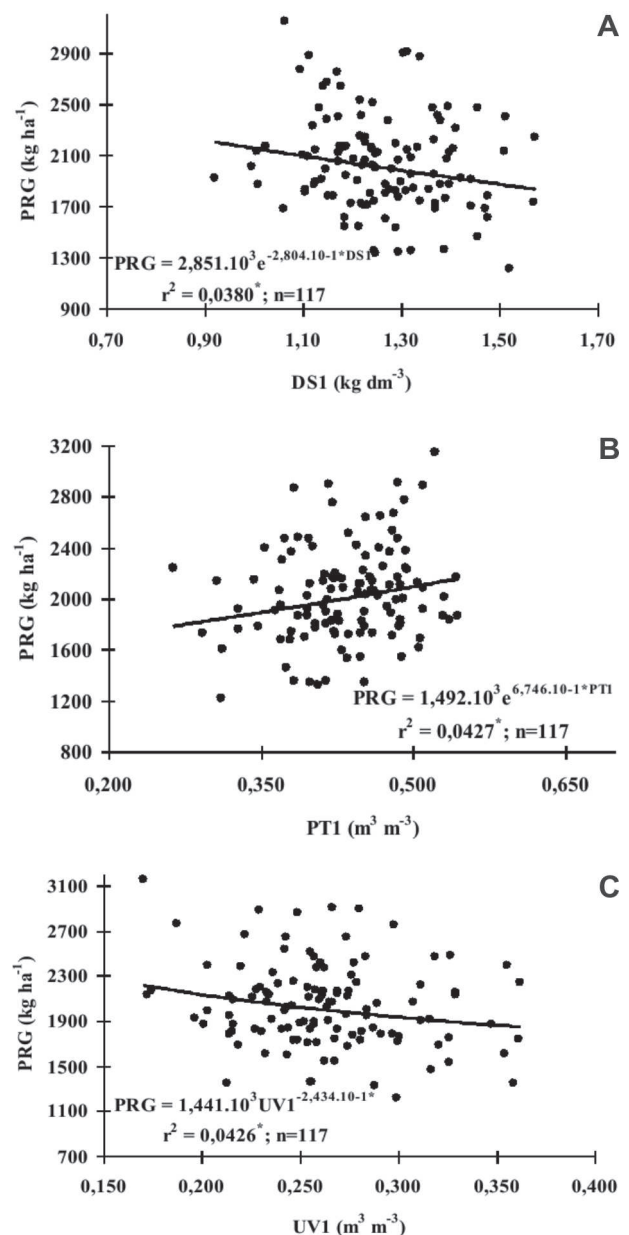 A
2900
2500
2100
1700
1300
900
PRG (kg ha⁻¹)
PRG = 2,851.10³ e⁻²,⁸⁰⁴·¹⁰⁻¹*ᴰˢ¹
r² = 0,0380*; n=117
0,70 0,90 1,10 1,30 1,50 1,70
DS1 (kg dm⁻³)
B
3200
2800
2400
2000
1600
1200
800
PRG (kg ha⁻¹)
PRG = 1,492.10³ e⁶,⁷⁴⁶·¹⁰⁻¹*ᴾᵀ¹
r² = 0,0427*; n=117
0,200 0,350 0,500 0,650
PT1 (m³ m⁻³)
C
3100
2700
2300
1900
1500
1100
700
PRG (kg ha⁻¹)
PRG = 1,441.10³ UV1⁻²,⁴³⁴·¹⁰⁻¹*
r² = 0,0426*; n=117
0,150 0,200 0,250 0,300 0,350 0,400
UV1 (m³ m⁻³)